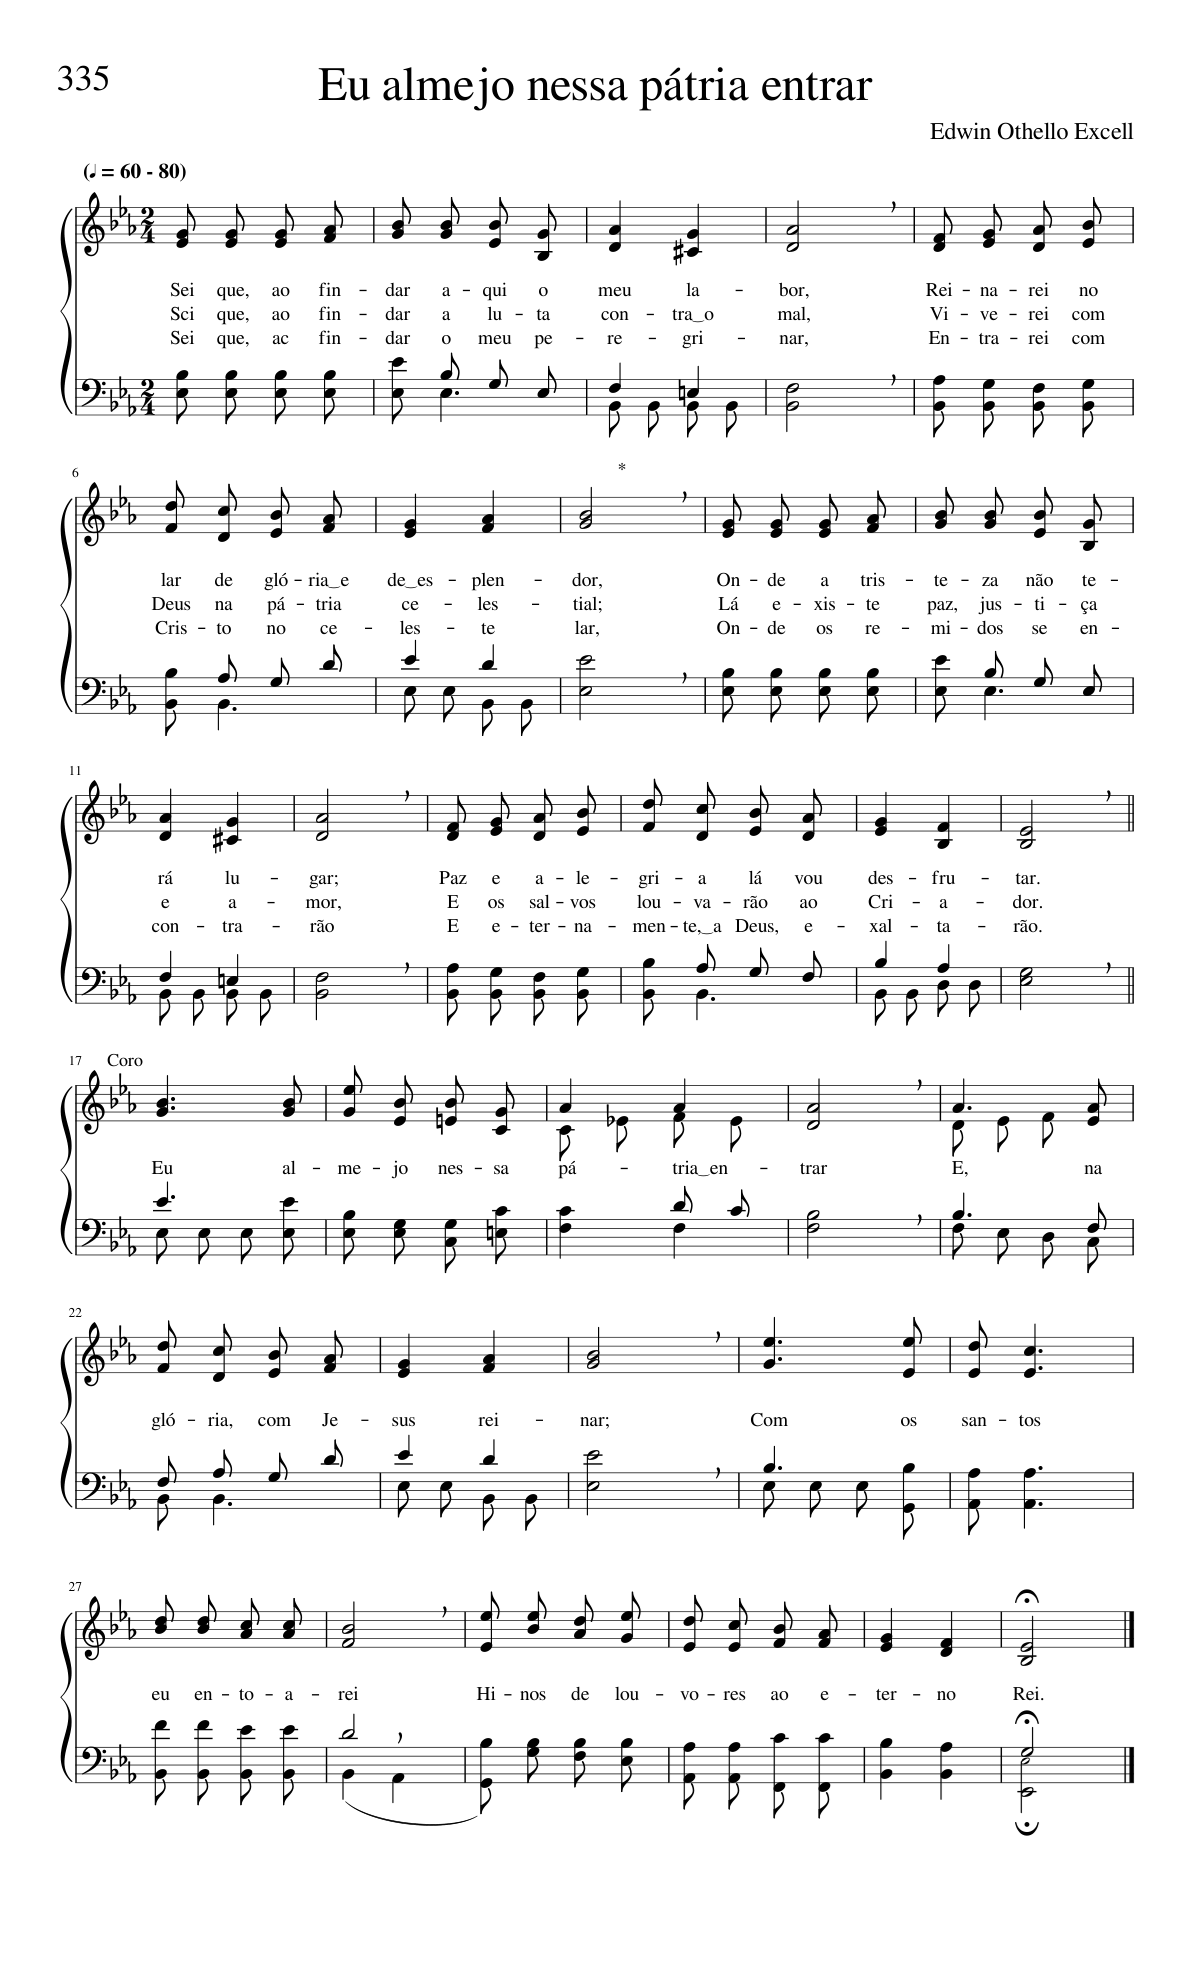 335
Eu almejo nessa pátria entrar
Edwin Othello Excell
(♩ = 60 - 80)
Sei que, ao fin - dar a - qui o meu la - bor, Rei - na - rei no
Sci que, ao fin - dar a lu - ta con - tra‿o mal, Vi - ve - rei com
Sei que, ac fin - dar o meu pe - re - gri - nar, En - tra - rei com
6
*
lar de gló - ria‿e de‿es - plen - dor, On - de a tris - te - za não te -
Deus na pá - tria ce - les - tial; Lá e - xis - te paz, jus - ti - ça
Cris - to no ce - les - te lar, On - de os re - mi - dos se en -
11
rá lu - gar; Paz e a - le - gri - a lá vou des - fru - tar.
e a - mor, E os sal - vos lou - va - rão ao Cri - a - dor.
con - tra - rão E e - ter - na - men - te,‿a Deus, e - xal - ta - rão.
17 Coro
Eu al - me - jo nes - sa pá - tria‿en - trar E, na
22
gló - ria, com Je - sus rei - nar; Com os san - tos
27
eu en - to - a - rei Hi - nos de lou - vo - res ao e - ter - no Rei.